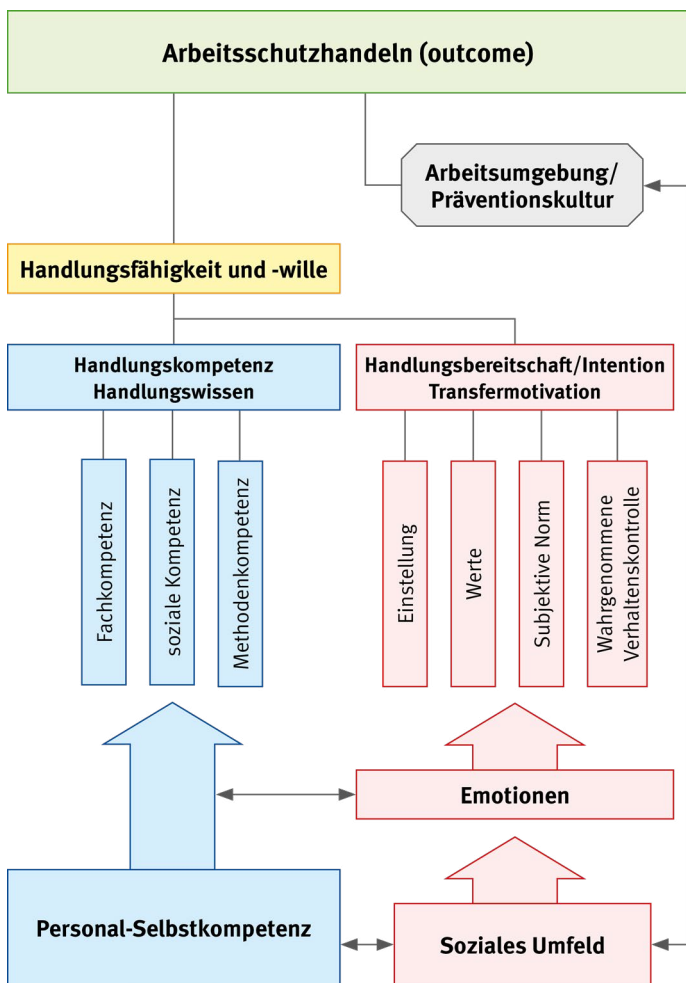 Arbeitsschutzhandeln (outcome)
Arbeitsumgebung/
Präventionskultur
Handlungsfähigkeit und -wille
Handlungskompetenz
Handlungswissen
Handlungsbereitschaft/Intention
Transfermotivation
Fachkompetenz
soziale Kompetenz
Methodenkompetenz
Einstellung
Werte
Subjektive Norm
Wahrgenommene
Verhaltenskontrolle
Emotionen
Personal-Selbstkompetenz
Soziales Umfeld